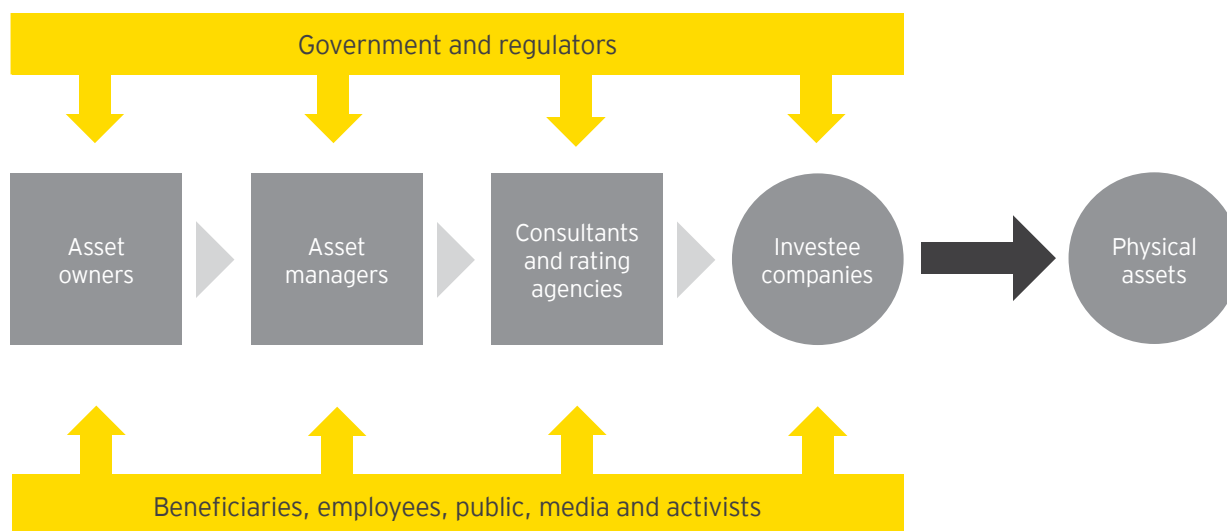 Government and regulators
Asset
owners
Asset
managers
Consultants
and rating
agencies
Investee
companies
Physical
assets
Beneficiaries, employees, public, media and activists